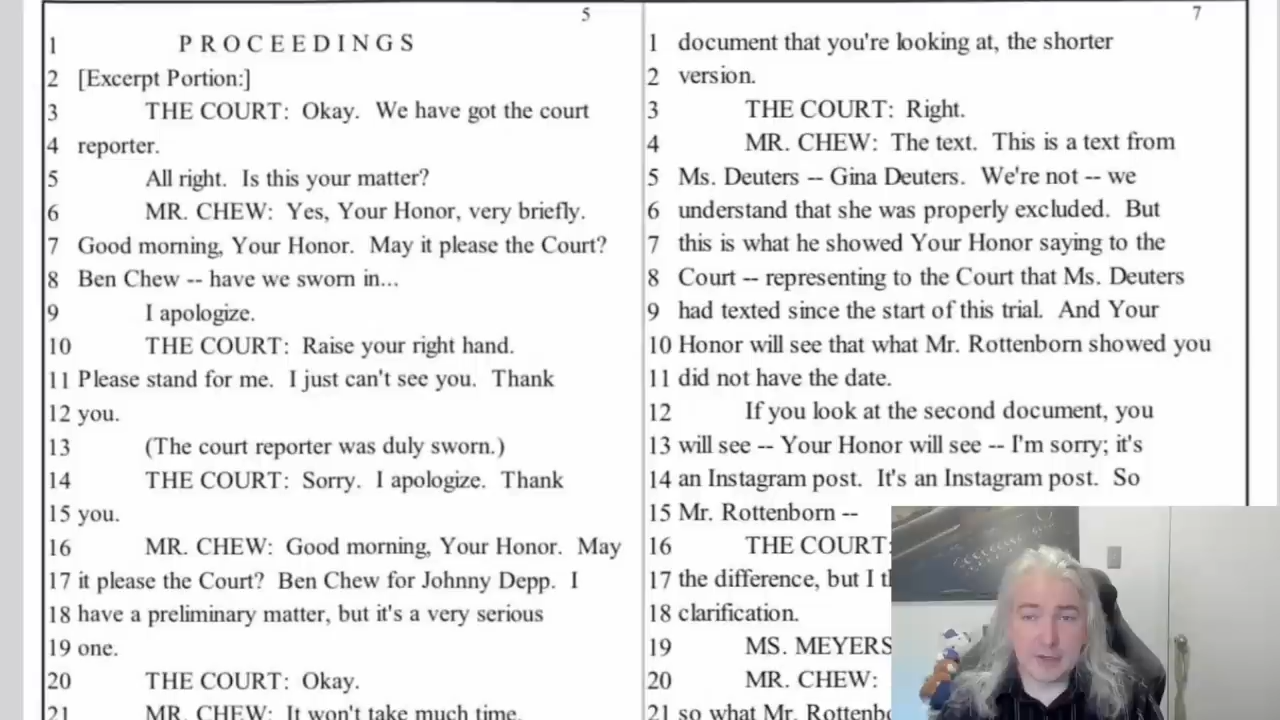 5
1 P R O C E E D I N G S
2 [Excerpt Portion:]
3 THE COURT: Okay. We have got the court
4 reporter.
5 All right. Is this your matter?
6 MR. CHEW: Yes, Your Honor, very briefly.
7 Good morning, Your Honor. May it please the Court?
8 Ben Chew -- have we sworn in...
9 I apologize.
10 THE COURT: Raise your right hand.
11 Please stand for me. I just can't see you. Thank
12 you.
13 (The court reporter was duly sworn.)
14 THE COURT: Sorry. I apologize. Thank
15 you.
16 MR. CHEW: Good morning, Your Honor. May
17 it please the Court? Ben Chew for Johnny Depp. I
18 have a preliminary matter, but it's a very serious
19 one.
20 THE COURT: Okay.
21 MR. CHEW: It won't take much time.
7
1 document that you're looking at, the shorter
2 version.
3 THE COURT: Right.
4 MR. CHEW: The text. This is a text from
5 Ms. Deuters -- Gina Deuters. We're not -- we
6 understand that she was properly excluded. But
7 this is what he showed Your Honor saying to the
8 Court -- representing to the Court that Ms. Deuters
9 had texted since the start of this trial. And Your
10 Honor will see that what Mr. Rottenborn showed you
11 did not have the date.
12 If you look at the second document, you
13 will see -- Your Honor will see -- I'm sorry; it's
14 an Instagram post. It's an Instagram post. So
15 Mr. Rottenborn --
16 THE COURT:
17 the difference, but I
18 clarification.
19 MS. MEYERS
20 MR. CHEW:
21 so what Mr.